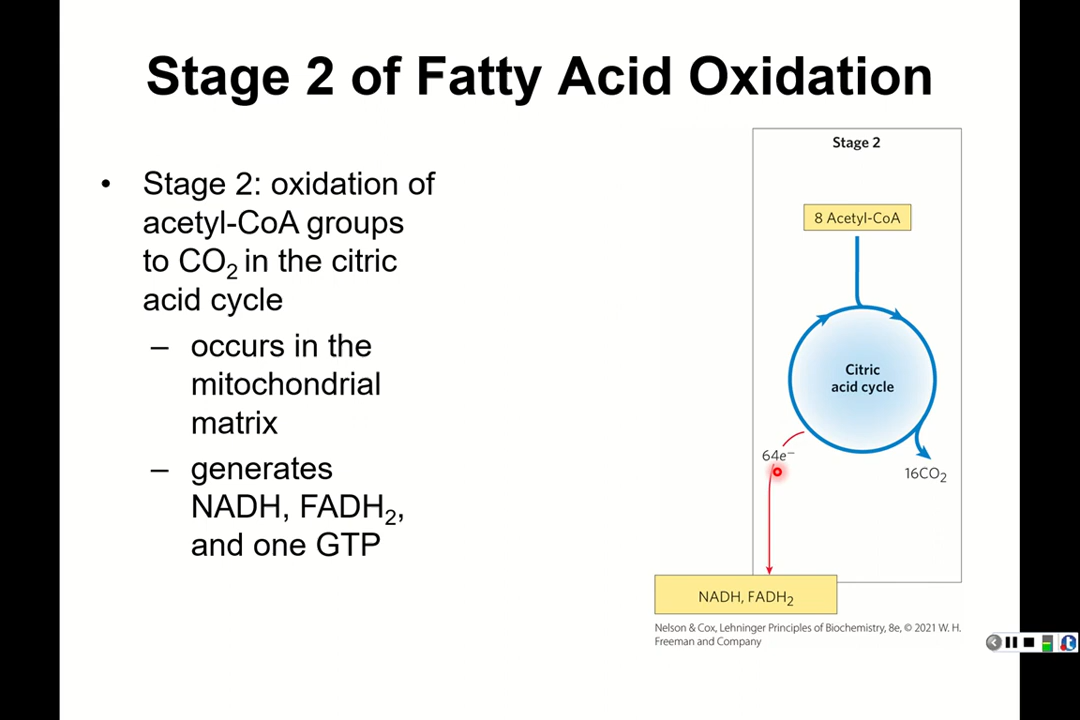 Stage 2 of Fatty Acid Oxidation
• Stage 2: oxidation of
acetyl-CoA groups
to CO₂ in the citric
acid cycle
– occurs in the
mitochondrial
matrix
– generates
NADH, FADH₂,
and one GTP
Stage 2
8 Acetyl-CoA
Citric
acid cycle
64e⁻
16CO₂
NADH, FADH₂
Nelson & Cox, Lehninger Principles of Biochemistry, 8e, © 2021 W. H.
Freeman and Company